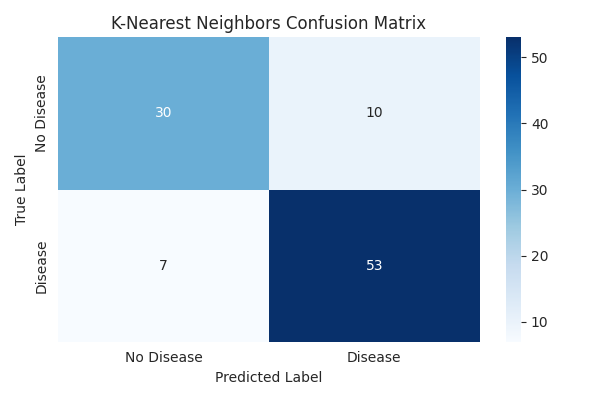 K-Nearest Neighbors Confusion Matrix
True Label
No Disease
30
10
Disease
7
53
No Disease
Disease
Predicted Label
50
40
30
20
10